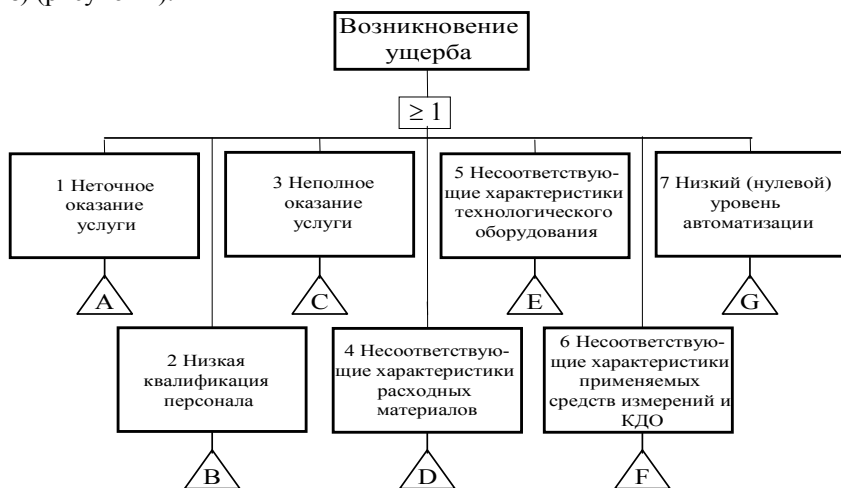 Возникновение
ущерба
≥ 1
1 Неточное
оказание
услуги
3 Неполное
оказание
услуги
5 Несоответствую-
щие характеристики
технологического
оборудования
7 Низкий (нулевой)
уровень
автоматизации
A
C
E
G
2 Низкая
квалификация
персонала
4 Несоответствую-
щие характеристики
расходных
материалов
6 Несоответствую-
щие характеристики
применяемых
средств измерений и
КДО
B
D
F